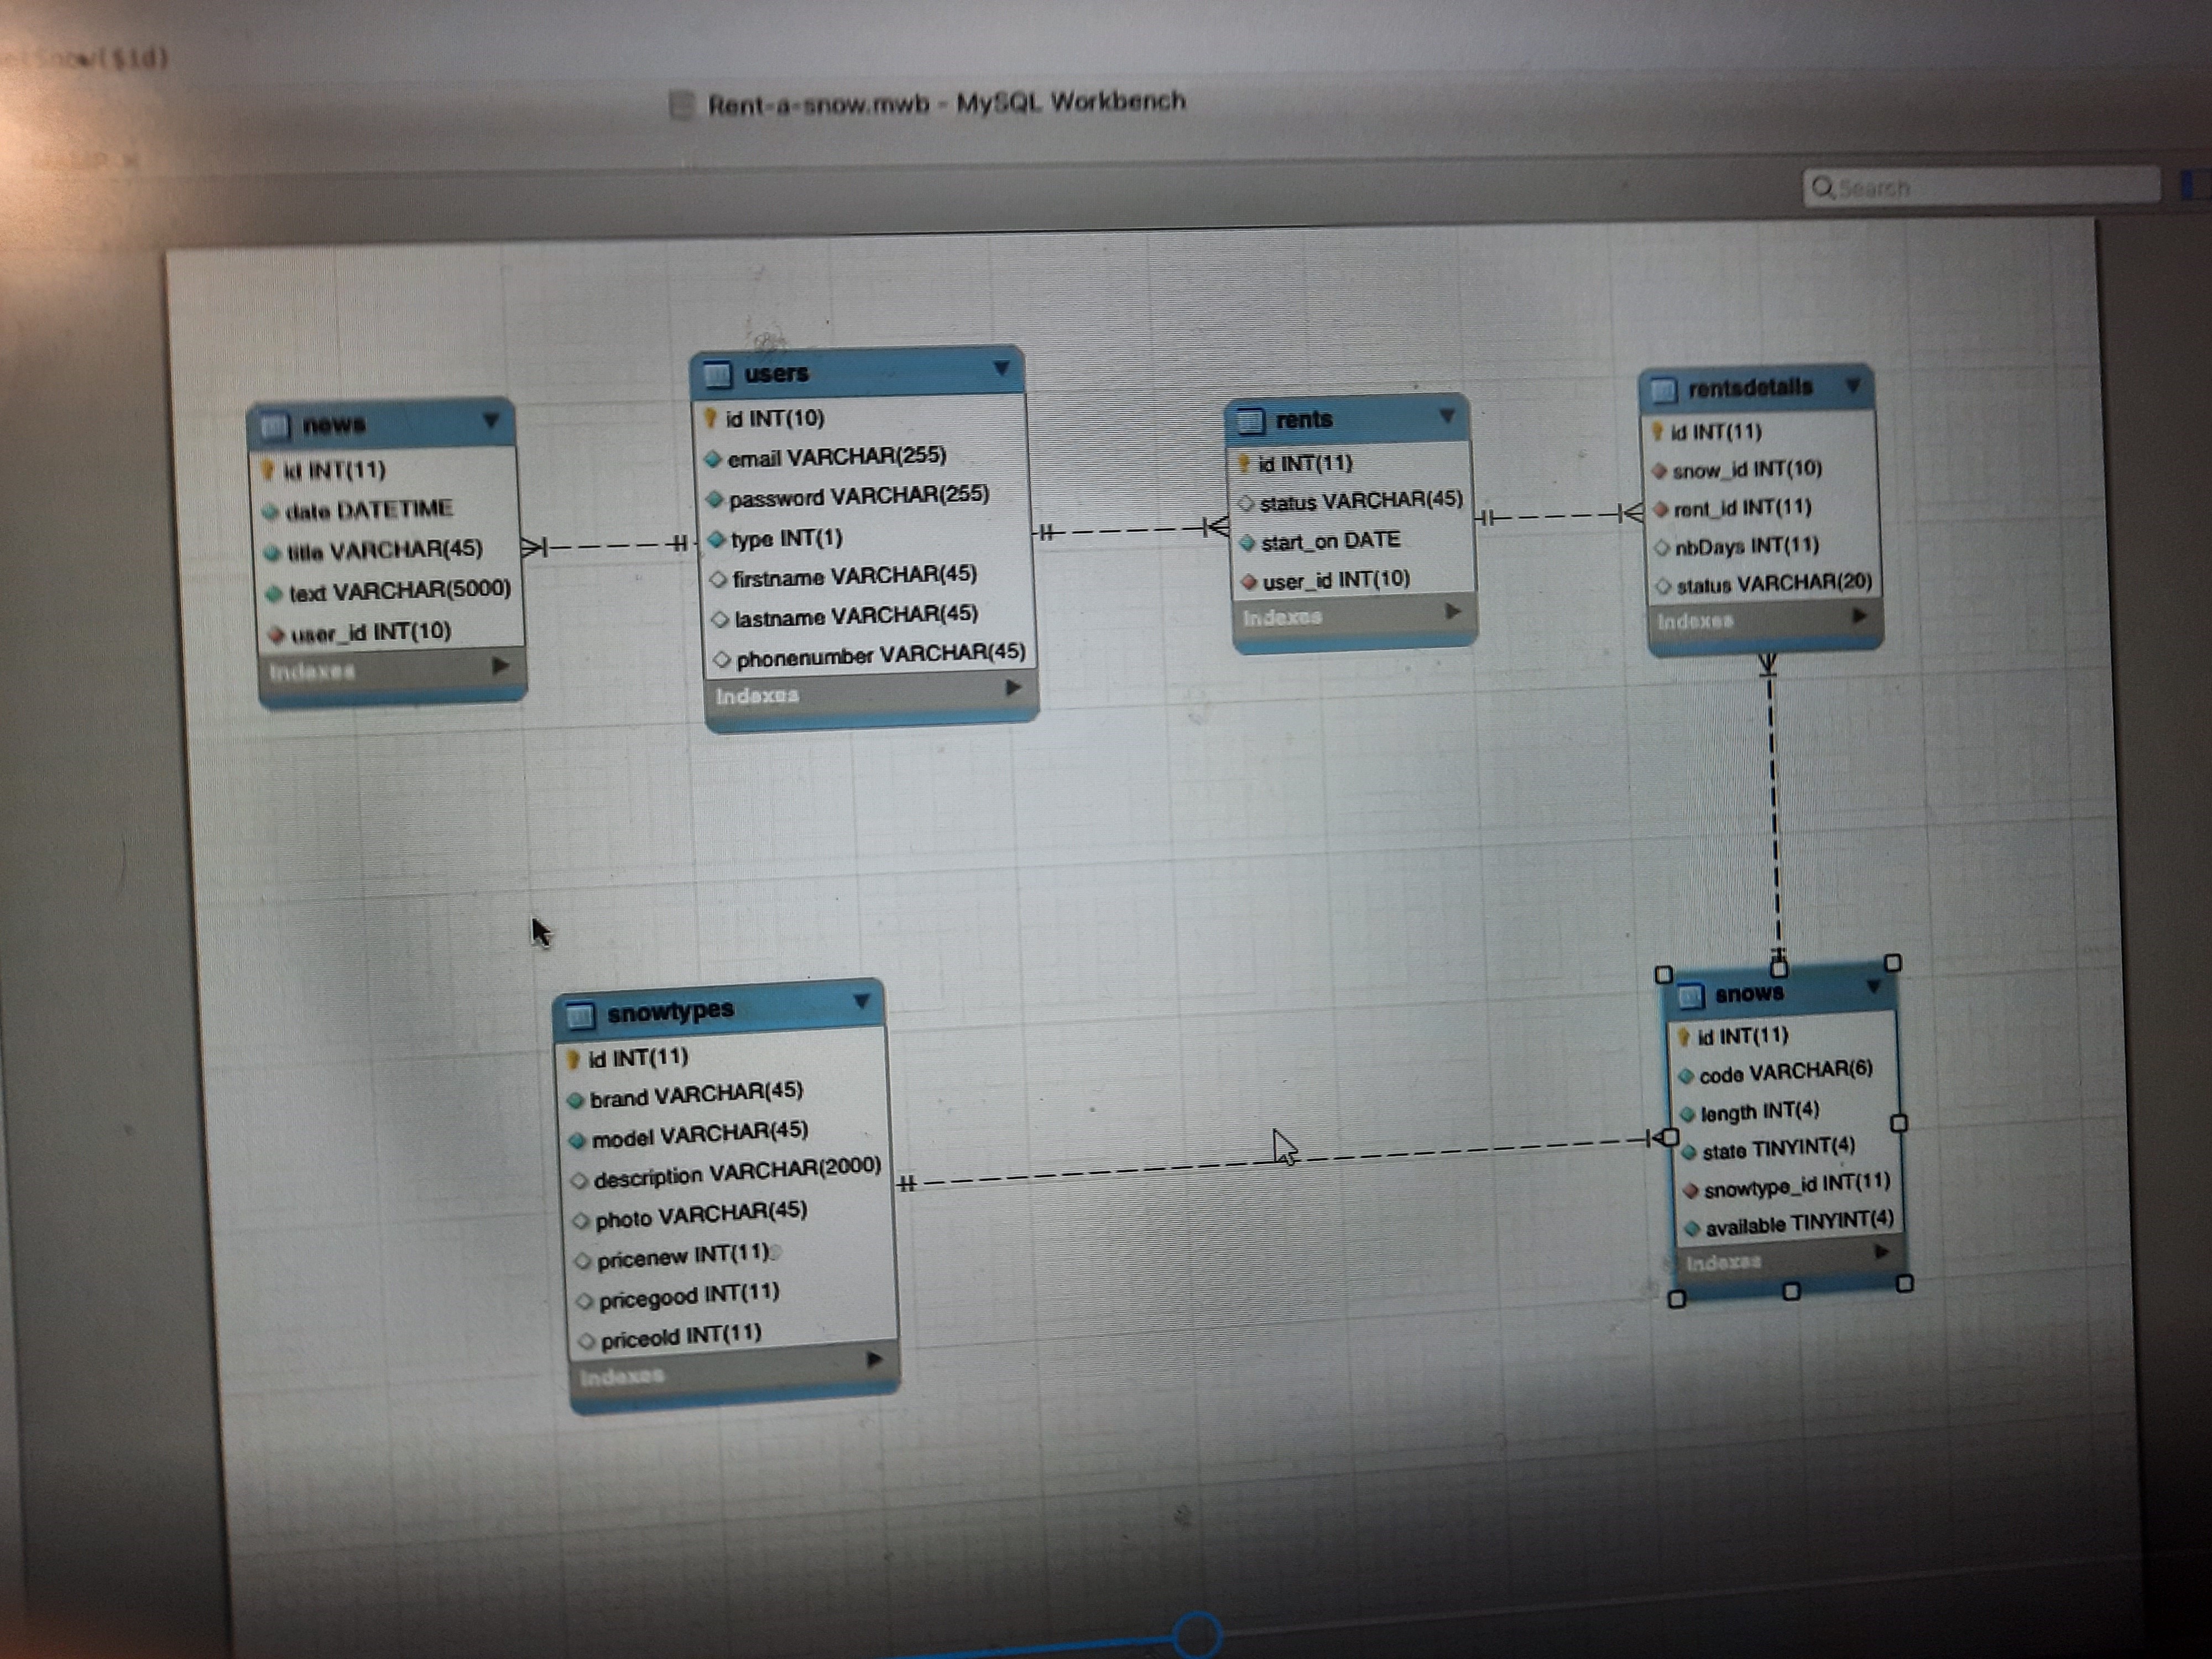 Rent-a-snow.mwb - MySQL Workbench
Search
news
id INT(11)
date DATETIME
title VARCHAR(45)
text VARCHAR(5000)
user_id INT(10)
Indexes
users
id INT(10)
email VARCHAR(255)
password VARCHAR(255)
type INT(1)
firstname VARCHAR(45)
lastname VARCHAR(45)
phonenumber VARCHAR(45)
Indexes
rents
id INT(11)
status VARCHAR(45)
start_on DATE
user_id INT(10)
Indexes
rentsdetails
id INT(11)
snow_id INT(10)
rent_id INT(11)
nbDays INT(11)
status VARCHAR(20)
Indexes
snowtypes
id INT(11)
brand VARCHAR(45)
model VARCHAR(45)
description VARCHAR(2000)
photo VARCHAR(45)
pricenew INT(11)
pricegood INT(11)
priceold INT(11)
Indexes
snows
id INT(11)
code VARCHAR(6)
length INT(4)
state TINYINT(4)
snowtype_id INT(11)
available TINYINT(4)
Indexes